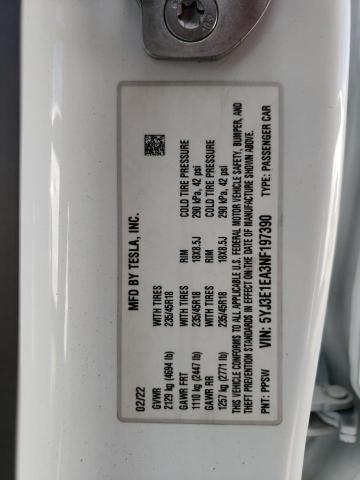 MFD BY TESLA, INC.
02/22
GVWR WITH TIRES RIM COLD TIRE PRESSURE
2129 kg (4694 lb) 235/45R18 18X8.5J 290 kPa, 42 psi
GAWR FRT WITH TIRES RIM COLD TIRE PRESSURE
1110 kg (2447 lb) 235/45R18 18X8.5J 290 kPa, 42 psi
GAWR RR
1257 kg (2771 lb) 235/45R18
THIS VEHICLE CONFORMS TO ALL APPLICABLE U.S. FEDERAL MOTOR VEHICLE SAFETY, BUMPER, AND
THEFT PREVENTION STANDARDS IN EFFECT ON THE DATE OF MANUFACTURE SHOWN ABOVE.
VIN: 5YJ3E1EA3NF197390 TYPE: PASSENGER CAR
PNT: PPSW